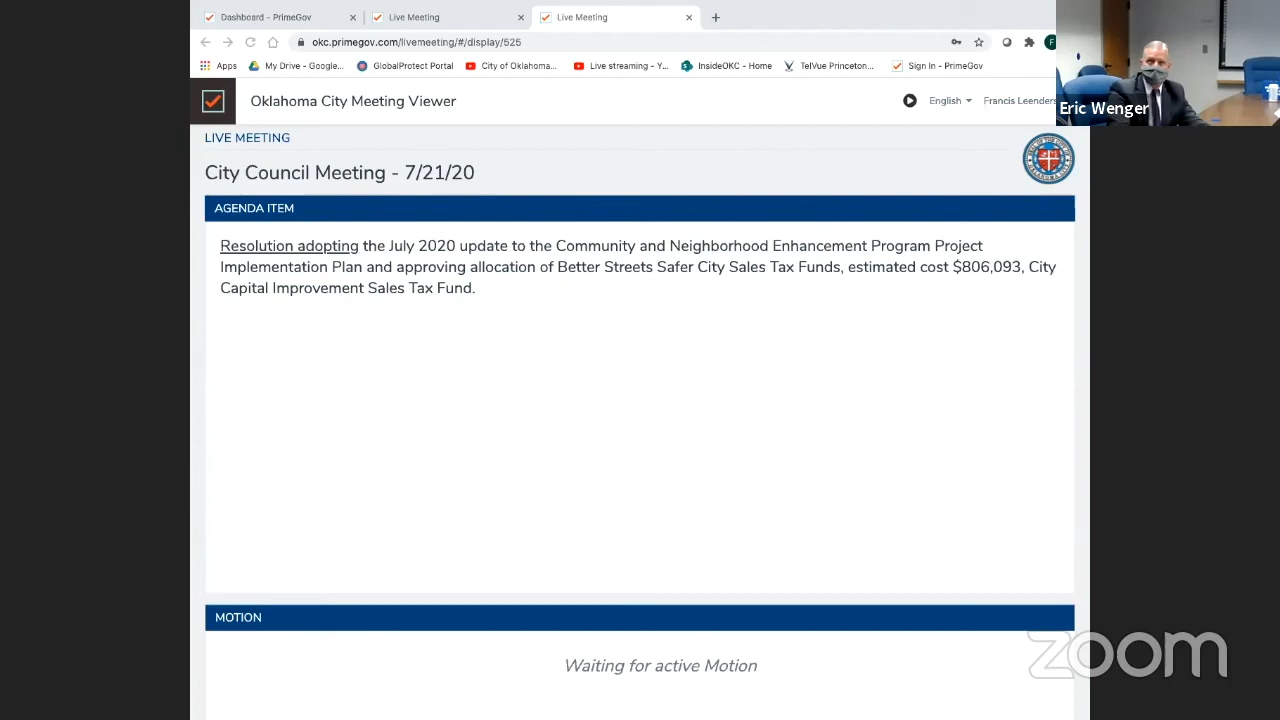 Dashboard - PrimeGov
Live Meeting
Live Meeting
okc.primegov.com/livemeeting/#/display/525
Apps
My Drive - Google...
GlobalProtect Portal
City of Oklahoma...
Live streaming - Y...
InsideOKC - Home
TelVue Princeton...
Sign In - PrimeGov
Eric Wenger
Oklahoma City Meeting Viewer
English
Francis Leenders
LIVE MEETING
City Council Meeting - 7/21/20
AGENDA ITEM
Resolution adopting the July 2020 update to the Community and Neighborhood Enhancement Program Project
Implementation Plan and approving allocation of Better Streets Safer City Sales Tax Funds, estimated cost $806,093, City
Capital Improvement Sales Tax Fund.
MOTION
Waiting for active Motion
zoom